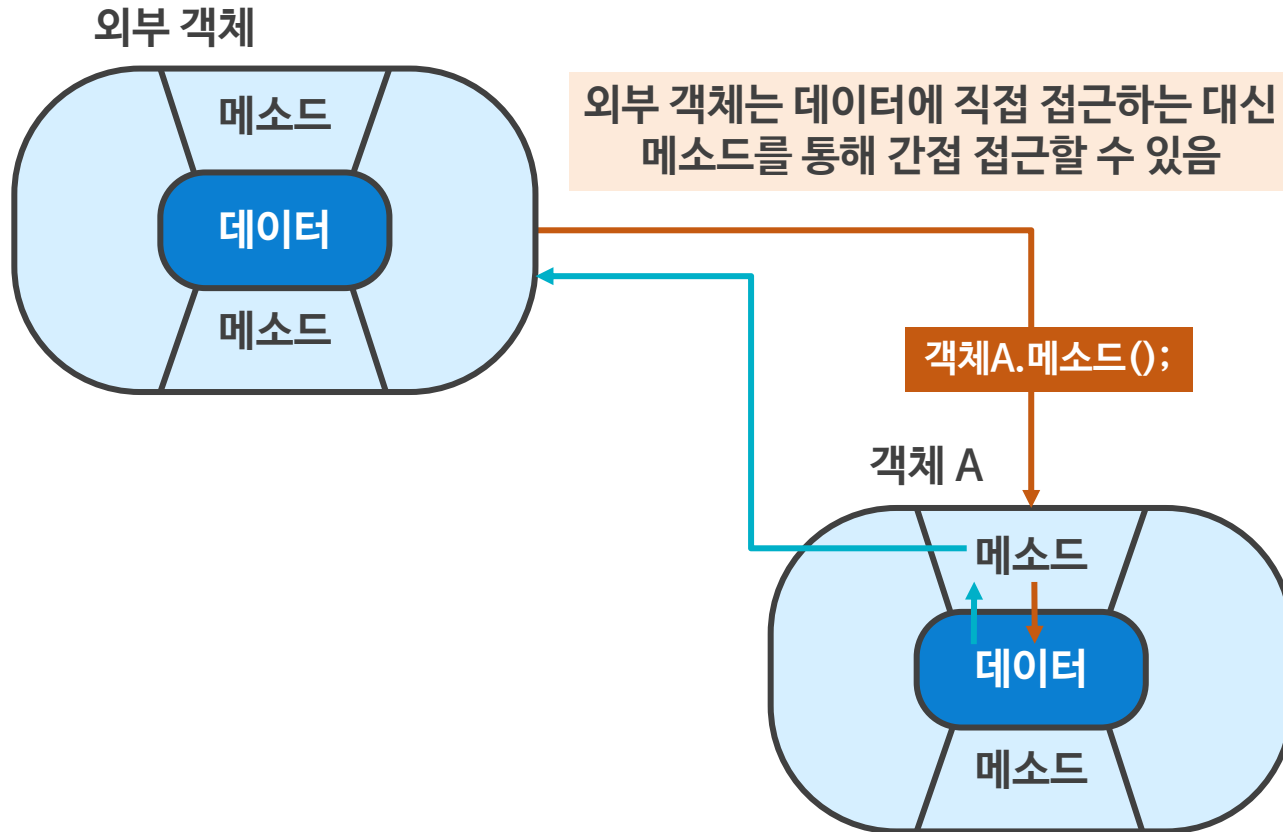 외부 객체
메소드
데이터
메소드
외부 객체는 데이터에 직접 접근하는 대신
메소드를 통해 간접 접근할 수 있음
객체A.메소드();
객체 A
메소드
데이터
메소드